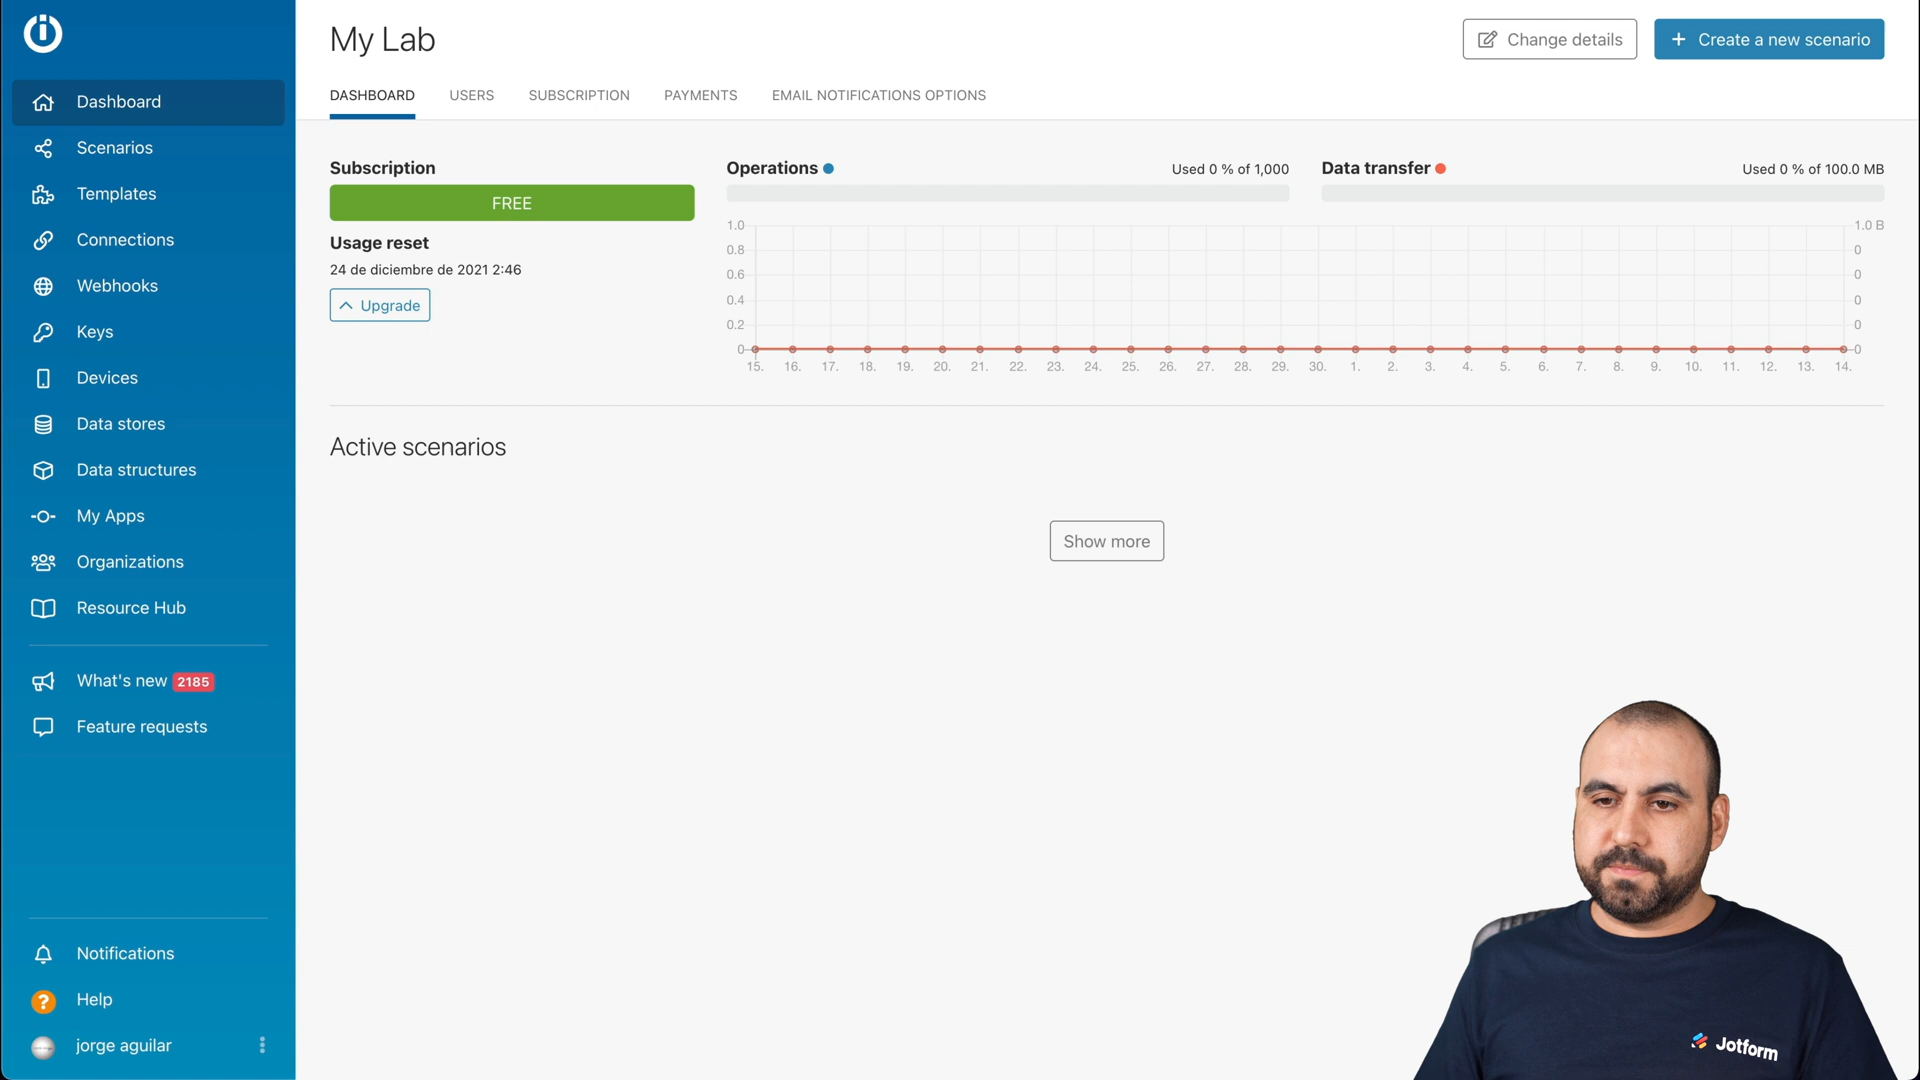 My Lab
Change details
+ Create a new scenario
Dashboard
Scenarios
Templates
Connections
Webhooks
Keys
Devices
Data stores
Data structures
My Apps
Organizations
Resource Hub
What's new 2185
Feature requests
Notifications
? Help
jorge aguilar
DASHBOARD USERS SUBSCRIPTION PAYMENTS EMAIL NOTIFICATIONS OPTIONS
Subscription
FREE
Usage reset
24 de diciembre de 2021 2:46
Upgrade
Operations Used 0 % of 1,000
Data transfer Used 0 % of 100.0 MB
1.0 1.0 B
0.8 0
0.6 0
0.4 0
0.2 0
0 0
15. 16. 17. 18. 19. 20. 21. 22. 23. 24. 25. 26. 27. 28. 29. 30. 1. 2. 3. 4. 5. 6. 7. 8. 9. 10. 11. 12. 13. 14.
Active scenarios
Show more
Jotform